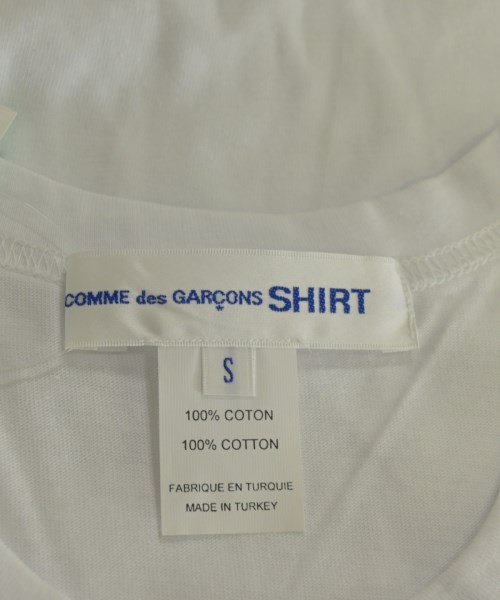 COMME des GARÇONS SHIRT
S
100% COTON
100% COTTON
FABRIQUE EN TURQUIE
MADE IN TURKEY